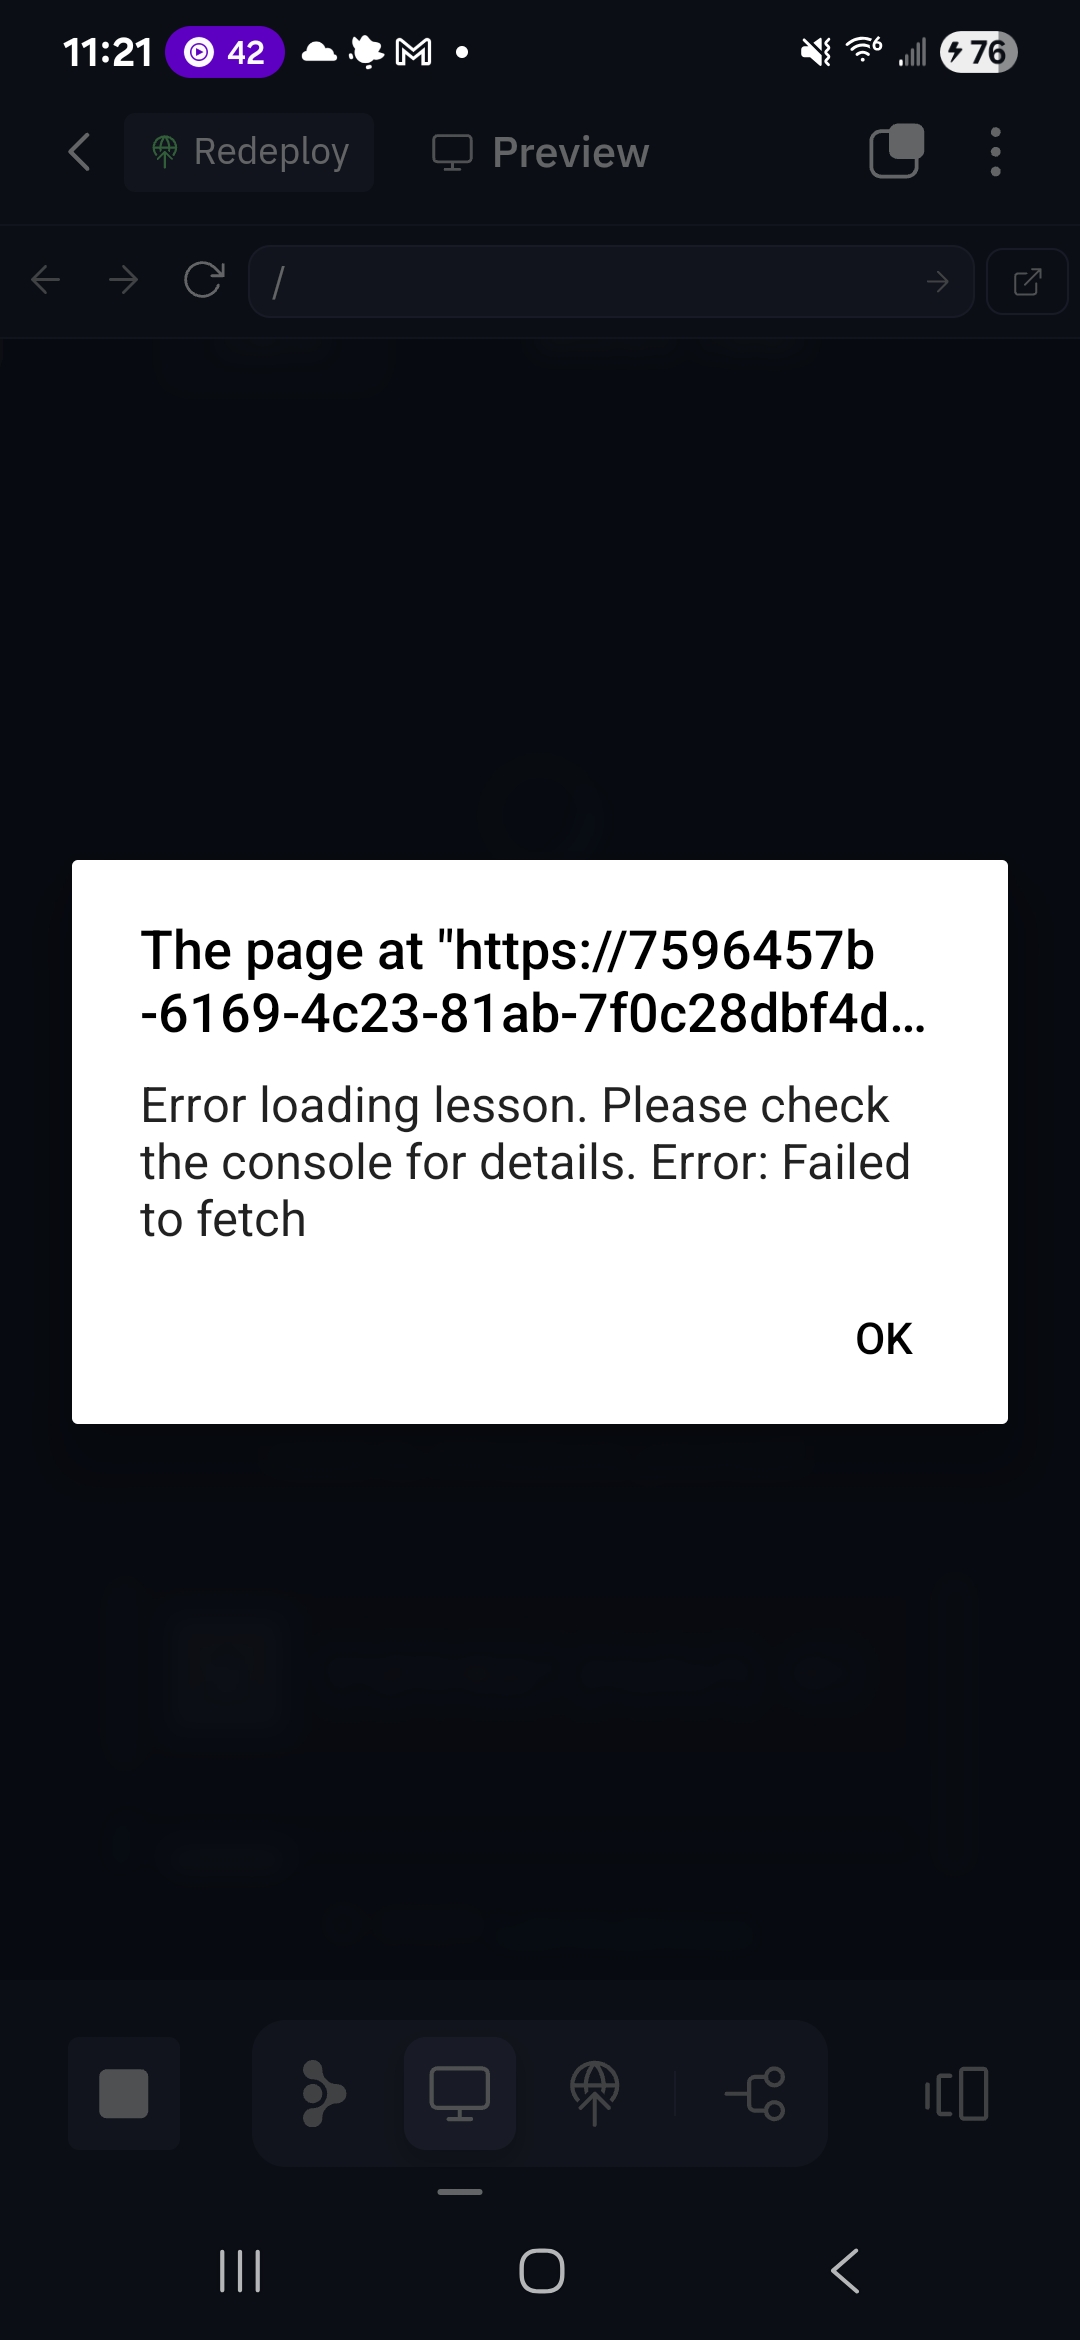 11:21 42 6 76
Redeploy Preview
/
The page at "https://7596457b
-6169-4c23-81ab-7f0c28dbf4d…
Error loading lesson. Please check
the console for details. Error: Failed
to fetch
OK